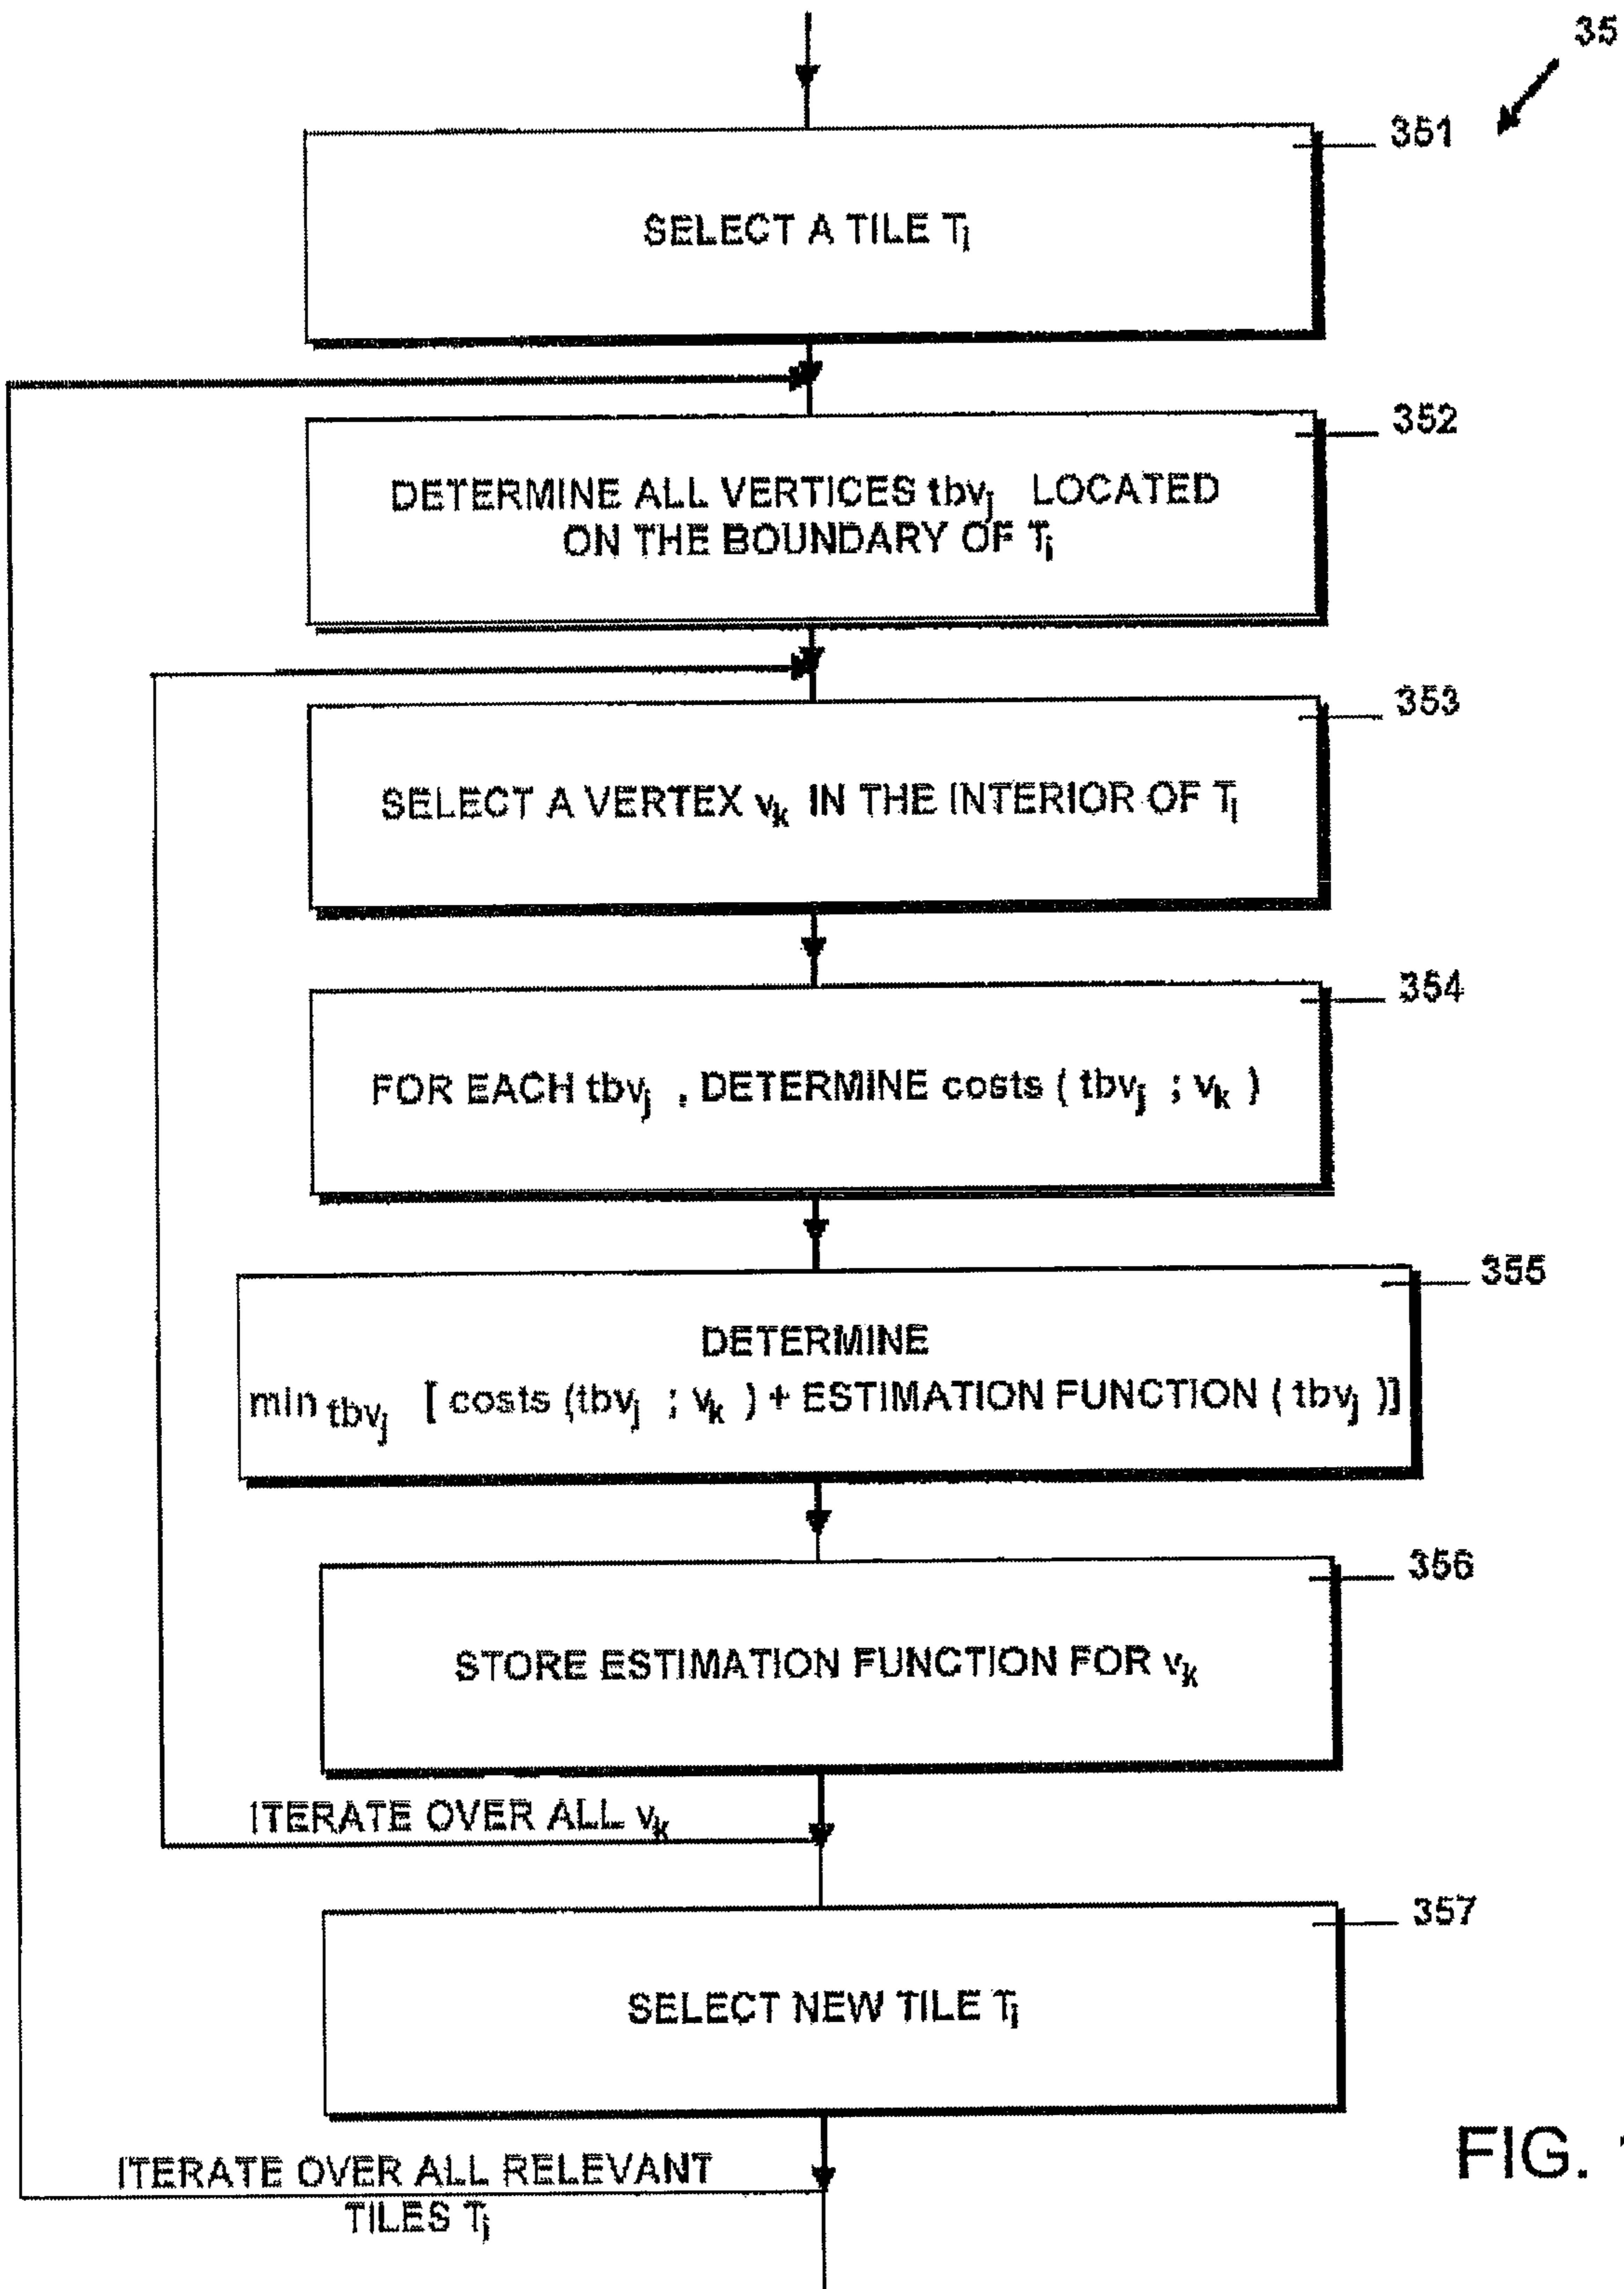 35
351
SELECT A TILE Ti
352
DETERMINE ALL VERTICES tbvj LOCATED
ON THE BOUNDARY OF Ti
353
SELECT A VERTEX vk IN THE INTERIOR OF Ti
354
FOR EACH tbvj , DETERMINE costs ( tbvj ; vk )
355
DETERMINE
min tbvj [ costs (tbvj ; vk ) + ESTIMATION FUNCTION ( tbvj )]
356
STORE ESTIMATION FUNCTION FOR vk
ITERATE OVER ALL vk
357
SELECT NEW TILE Ti
ITERATE OVER ALL RELEVANT
TILES Ti
FIG.